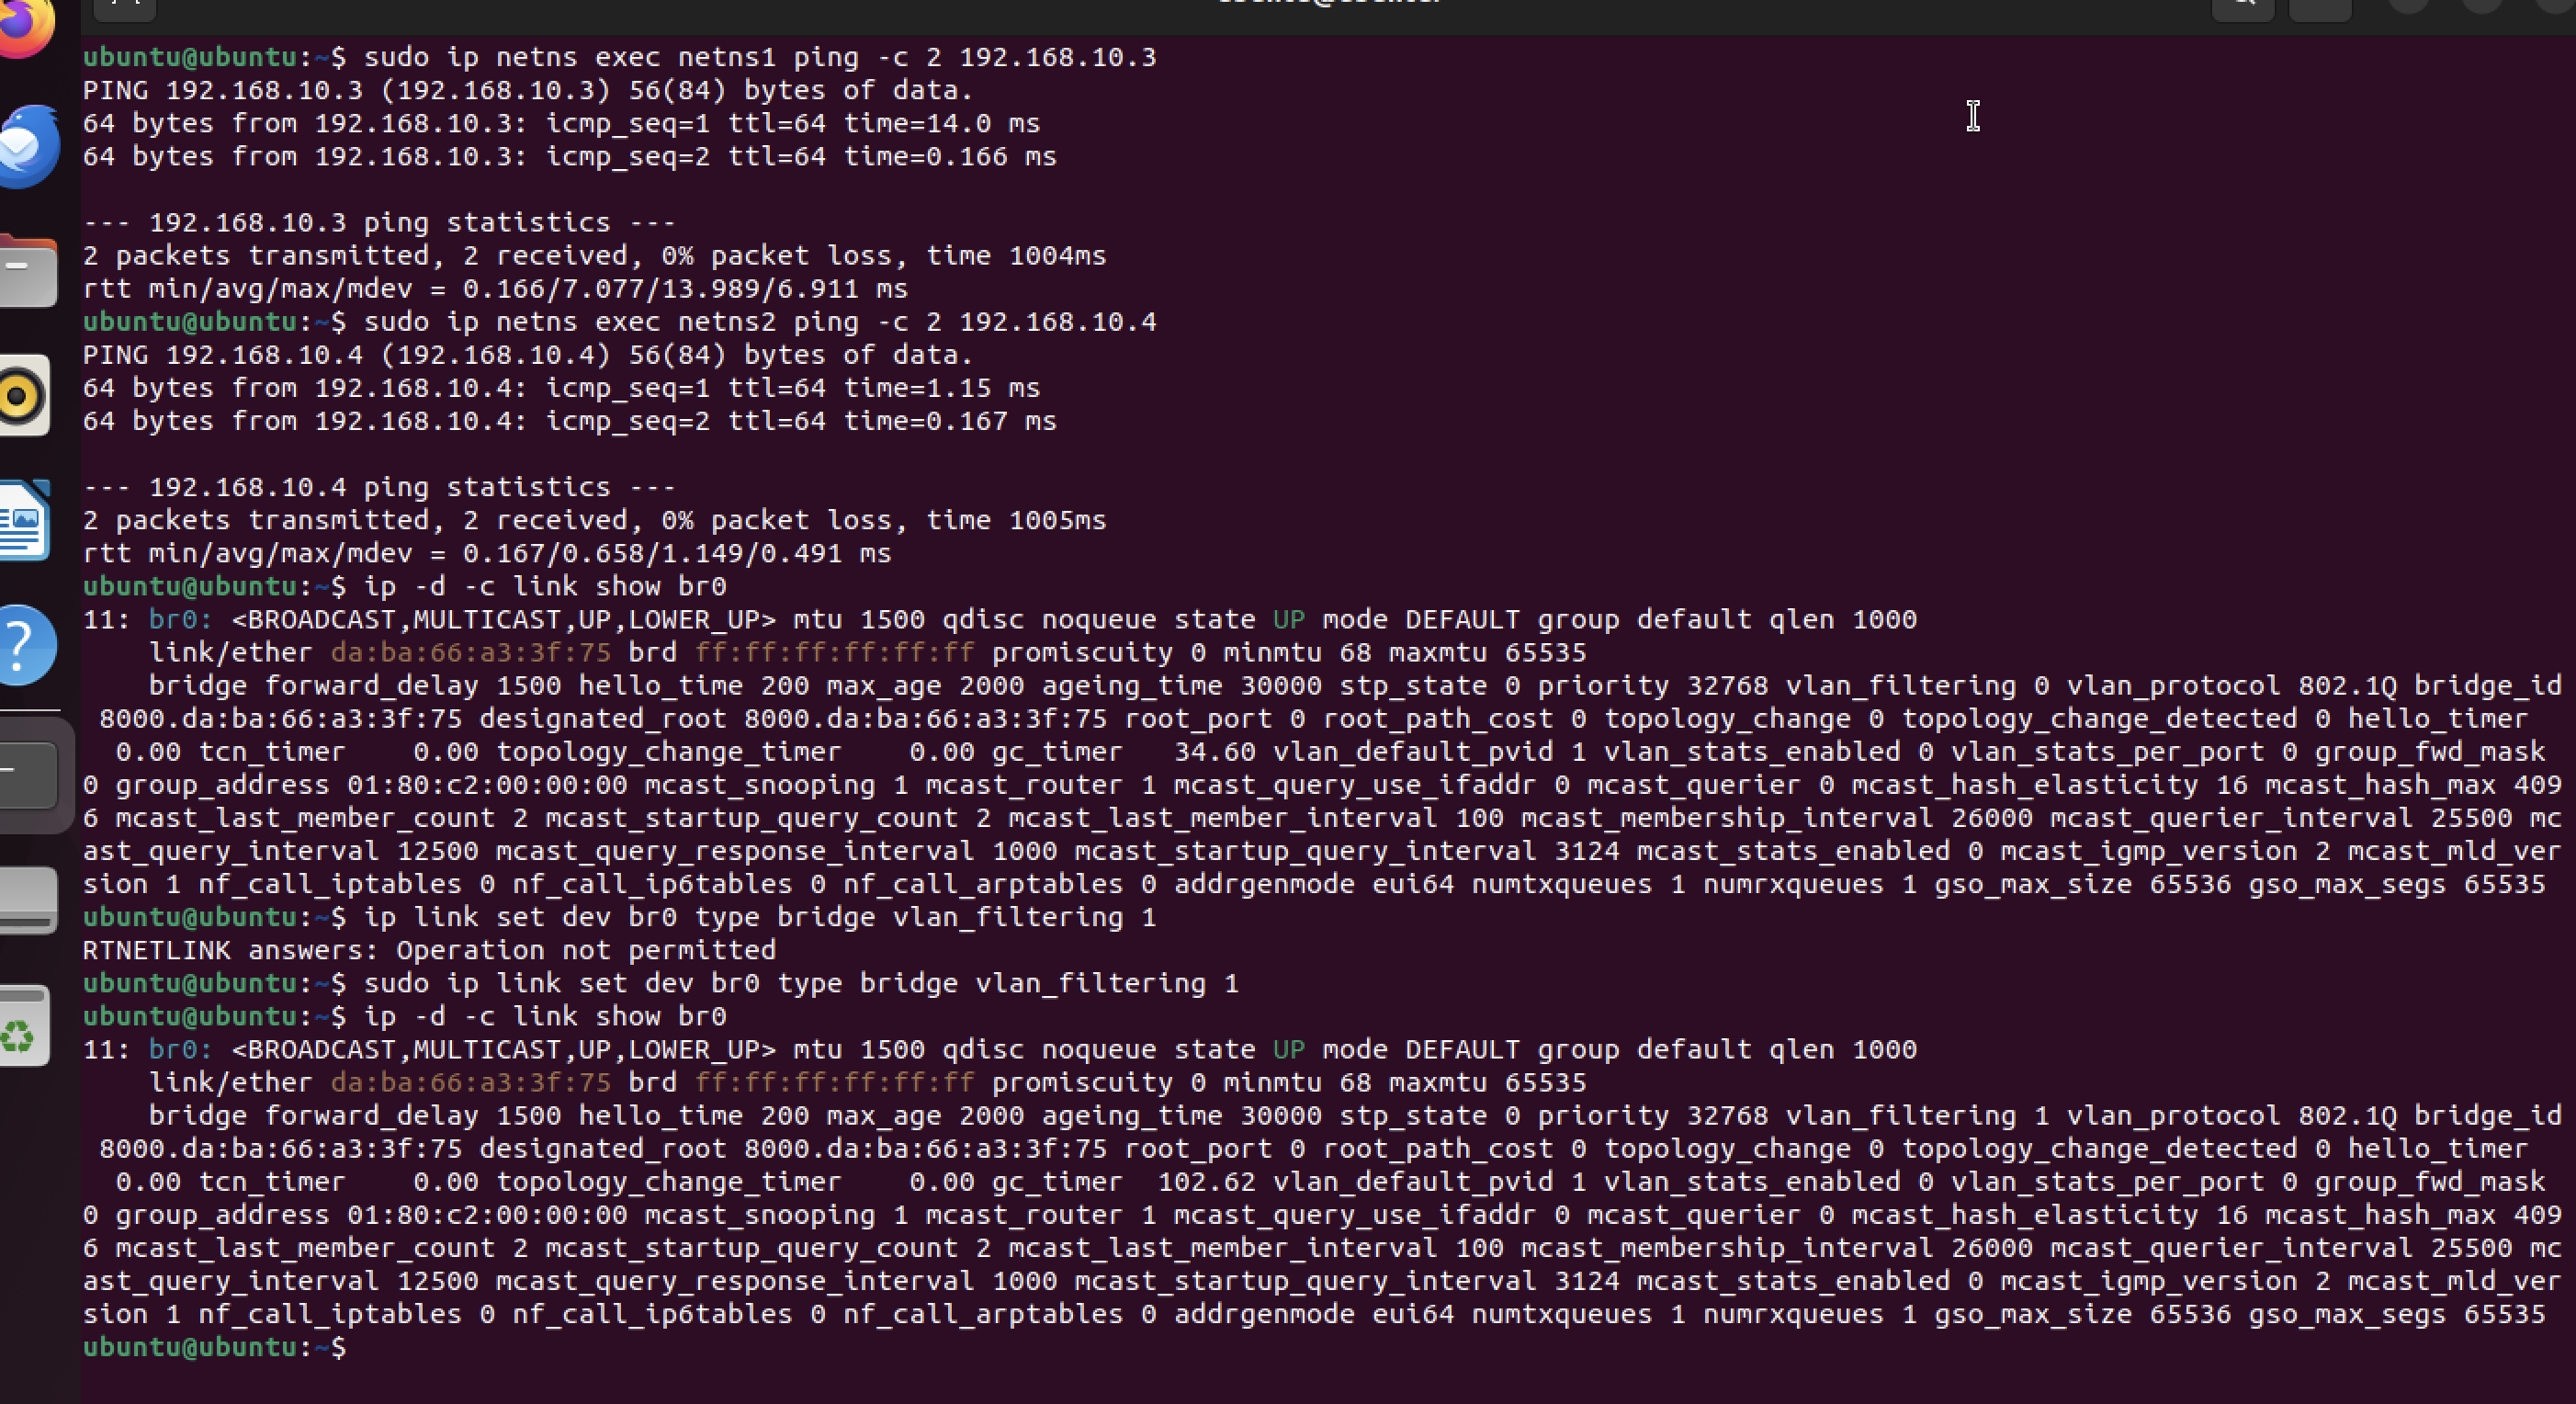 ubuntu@ubuntu:~$ sudo ip netns exec netns1 ping -c 2 192.168.10.3
PING 192.168.10.3 (192.168.10.3) 56(84) bytes of data.
64 bytes from 192.168.10.3: icmp_seq=1 ttl=64 time=14.0 ms
64 bytes from 192.168.10.3: icmp_seq=2 ttl=64 time=0.166 ms
--- 192.168.10.3 ping statistics ---
2 packets transmitted, 2 received, 0% packet loss, time 1004ms
rtt min/avg/max/mdev = 0.166/7.077/13.989/6.911 ms
ubuntu@ubuntu:~$ sudo ip netns exec netns2 ping -c 2 192.168.10.4
PING 192.168.10.4 (192.168.10.4) 56(84) bytes of data.
64 bytes from 192.168.10.4: icmp_seq=1 ttl=64 time=1.15 ms
64 bytes from 192.168.10.4: icmp_seq=2 ttl=64 time=0.167 ms
--- 192.168.10.4 ping statistics ---
2 packets transmitted, 2 received, 0% packet loss, time 1005ms
rtt min/avg/max/mdev = 0.167/0.658/1.149/0.491 ms
ubuntu@ubuntu:~$ ip -d -c link show br0
11: br0: <BROADCAST,MULTICAST,UP,LOWER_UP> mtu 1500 qdisc noqueue state UP mode DEFAULT group default qlen 1000
    link/ether da:ba:66:a3:3f:75 brd ff:ff:ff:ff:ff:ff promiscuity 0 minmtu 68 maxmtu 65535
    bridge forward_delay 1500 hello_time 200 max_age 2000 ageing_time 30000 stp_state 0 priority 32768 vlan_filtering 0 vlan_protocol 802.1Q bridge_id
 8000.da:ba:66:a3:3f:75 designated_root 8000.da:ba:66:a3:3f:75 root_port 0 root_path_cost 0 topology_change 0 topology_change_detected 0 hello_timer
  0.00 tcn_timer    0.00 topology_change_timer    0.00 gc_timer   34.60 vlan_default_pvid 1 vlan_stats_enabled 0 vlan_stats_per_port 0 group_fwd_mask
0 group_address 01:80:c2:00:00:00 mcast_snooping 1 mcast_router 1 mcast_query_use_ifaddr 0 mcast_querier 0 mcast_hash_elasticity 16 mcast_hash_max 409
6 mcast_last_member_count 2 mcast_startup_query_count 2 mcast_last_member_interval 100 mcast_membership_interval 26000 mcast_querier_interval 25500 mc
ast_query_interval 12500 mcast_query_response_interval 1000 mcast_startup_query_interval 3124 mcast_stats_enabled 0 mcast_igmp_version 2 mcast_mld_ver
sion 1 nf_call_iptables 0 nf_call_ip6tables 0 nf_call_arptables 0 addrgenmode eui64 numtxqueues 1 numrxqueues 1 gso_max_size 65536 gso_max_segs 65535
ubuntu@ubuntu:~$ ip link set dev br0 type bridge vlan_filtering 1
RTNETLINK answers: Operation not permitted
ubuntu@ubuntu:~$ sudo ip link set dev br0 type bridge vlan_filtering 1
ubuntu@ubuntu:~$ ip -d -c link show br0
11: br0: <BROADCAST,MULTICAST,UP,LOWER_UP> mtu 1500 qdisc noqueue state UP mode DEFAULT group default qlen 1000
    link/ether da:ba:66:a3:3f:75 brd ff:ff:ff:ff:ff:ff promiscuity 0 minmtu 68 maxmtu 65535
    bridge forward_delay 1500 hello_time 200 max_age 2000 ageing_time 30000 stp_state 0 priority 32768 vlan_filtering 1 vlan_protocol 802.1Q bridge_id
 8000.da:ba:66:a3:3f:75 designated_root 8000.da:ba:66:a3:3f:75 root_port 0 root_path_cost 0 topology_change 0 topology_change_detected 0 hello_timer
  0.00 tcn_timer    0.00 topology_change_timer    0.00 gc_timer  102.62 vlan_default_pvid 1 vlan_stats_enabled 0 vlan_stats_per_port 0 group_fwd_mask
0 group_address 01:80:c2:00:00:00 mcast_snooping 1 mcast_router 1 mcast_query_use_ifaddr 0 mcast_querier 0 mcast_hash_elasticity 16 mcast_hash_max 409
6 mcast_last_member_count 2 mcast_startup_query_count 2 mcast_last_member_interval 100 mcast_membership_interval 26000 mcast_querier_interval 25500 mc
ast_query_interval 12500 mcast_query_response_interval 1000 mcast_startup_query_interval 3124 mcast_stats_enabled 0 mcast_igmp_version 2 mcast_mld_ver
sion 1 nf_call_iptables 0 nf_call_ip6tables 0 nf_call_arptables 0 addrgenmode eui64 numtxqueues 1 numrxqueues 1 gso_max_size 65536 gso_max_segs 65535
ubuntu@ubuntu:~$